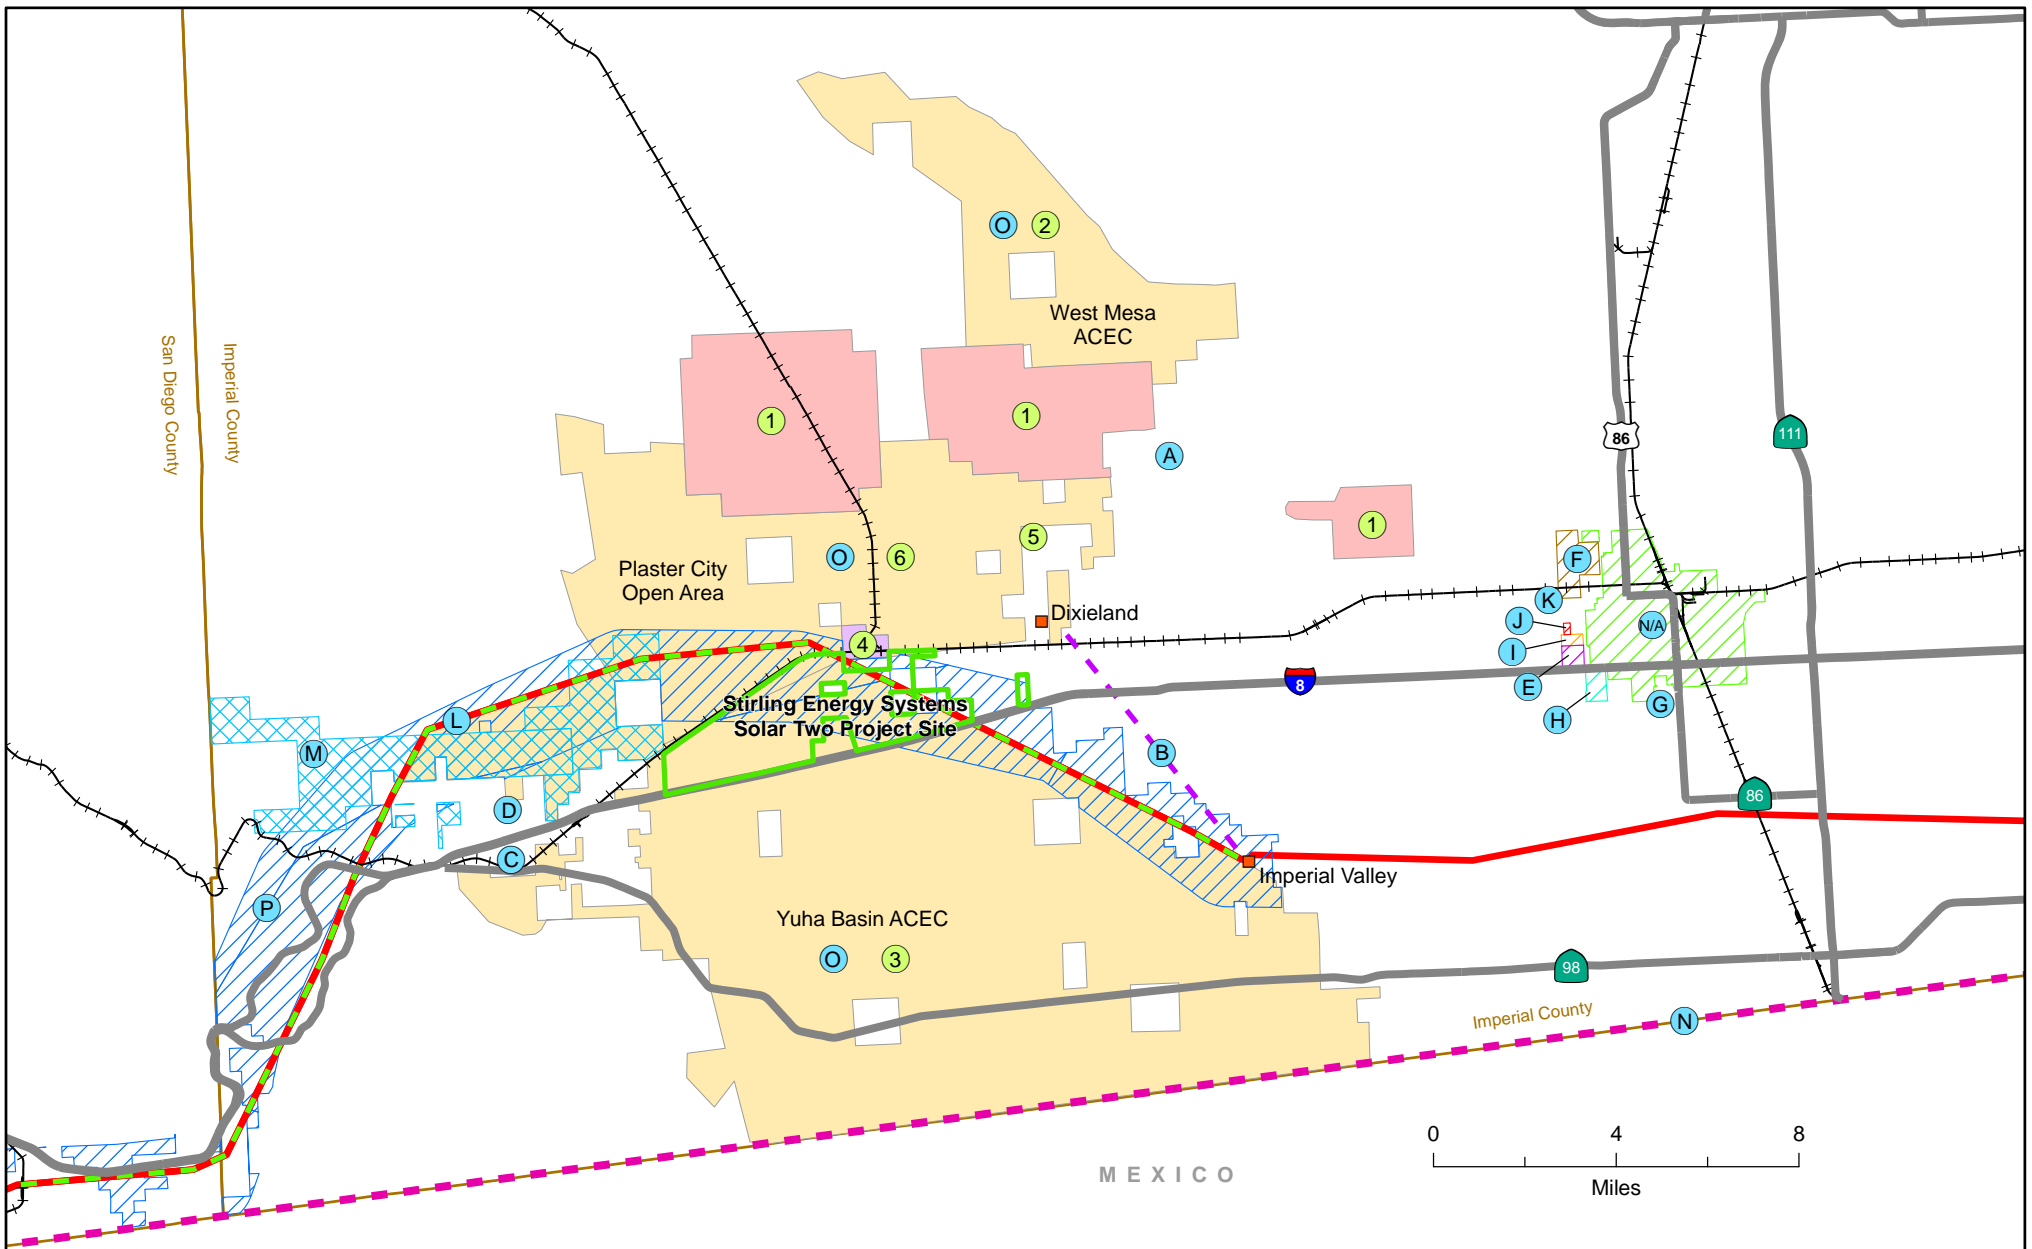 O
2
West Mesa
ACEC
San Diego County
Imperial County
1
1
A
86
111
1
5
O
6
Plaster City
Open Area
F
K
Dixieland
J
N/A
4
I
8
E
Stirling Energy Systems
Solar Two Project Site
L
H
G
M
B
D
86
C
Imperial Valley
P
Yuha Basin ACEC
O
3
98
Imperial County
N
0
4
8
Miles
MEXICO